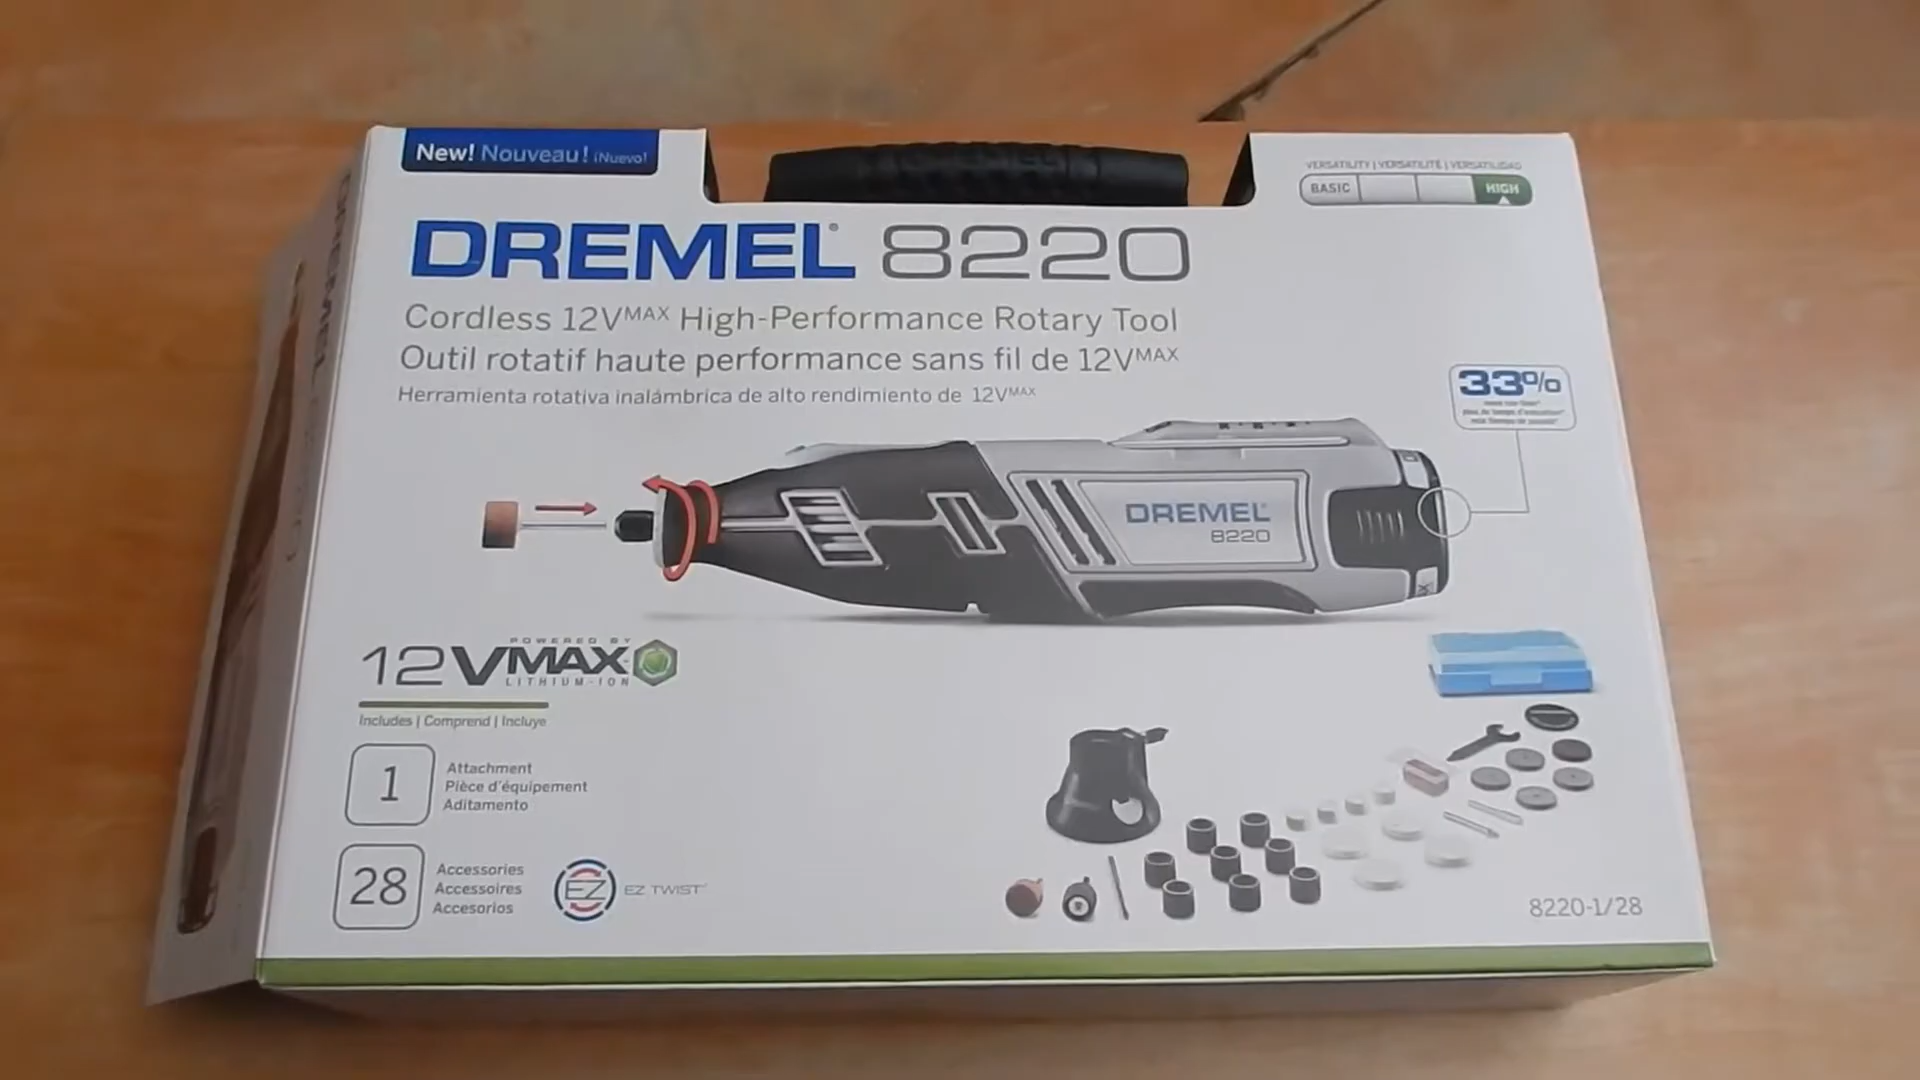 New! Nouveau! ¡Nuevo!
VERSATILITY | VERSATILITÉ | VERSATILIDAD
BASIC
HIGH
DREMEL® 8220
Cordless 12VMAX High-Performance Rotary Tool
Outil rotatif haute performance sans fil de 12VMAX
Herramienta rotativa inalámbrica de alto rendimiento de 12VMAX
33%
DREMEL
8220
POWERED BY
12VMAX
LITHIUM-ION
Includes | Comprend | Incluye
1
Attachment
Pièce d'équipement
Aditamento
28
Accessories
Accessoires
Accesorios
EZ
EZ TWIST™
8220-1/28